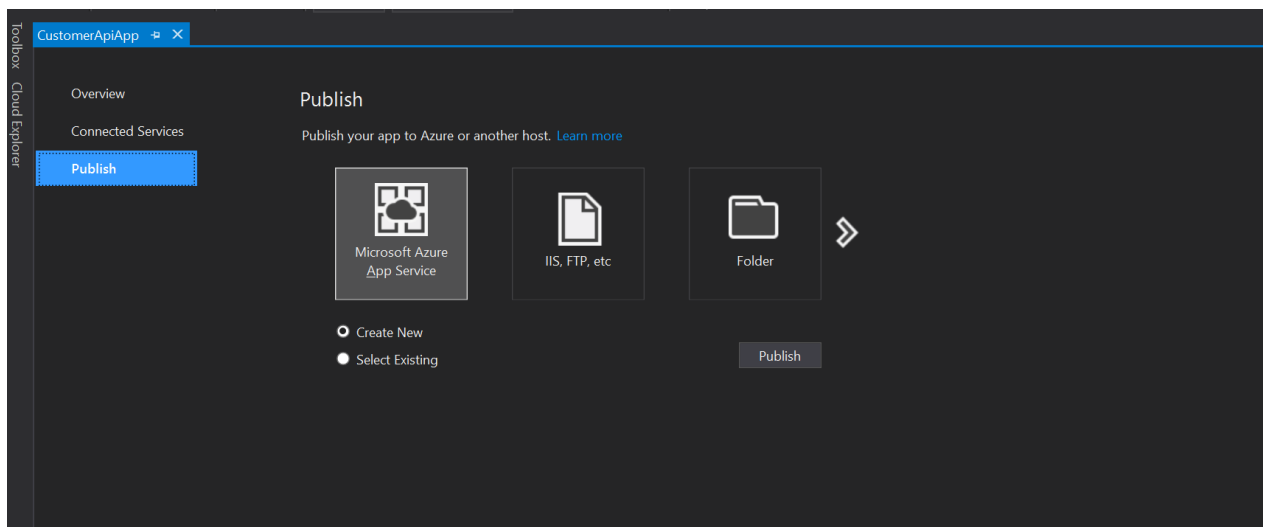 Toolbox
Cloud Explorer
CustomerApiApp
Overview
Connected Services
Publish
Publish
Publish your app to Azure or another host. Learn more
Microsoft Azure
App Service
IIS, FTP, etc
Folder
Create New
Select Existing
Publish